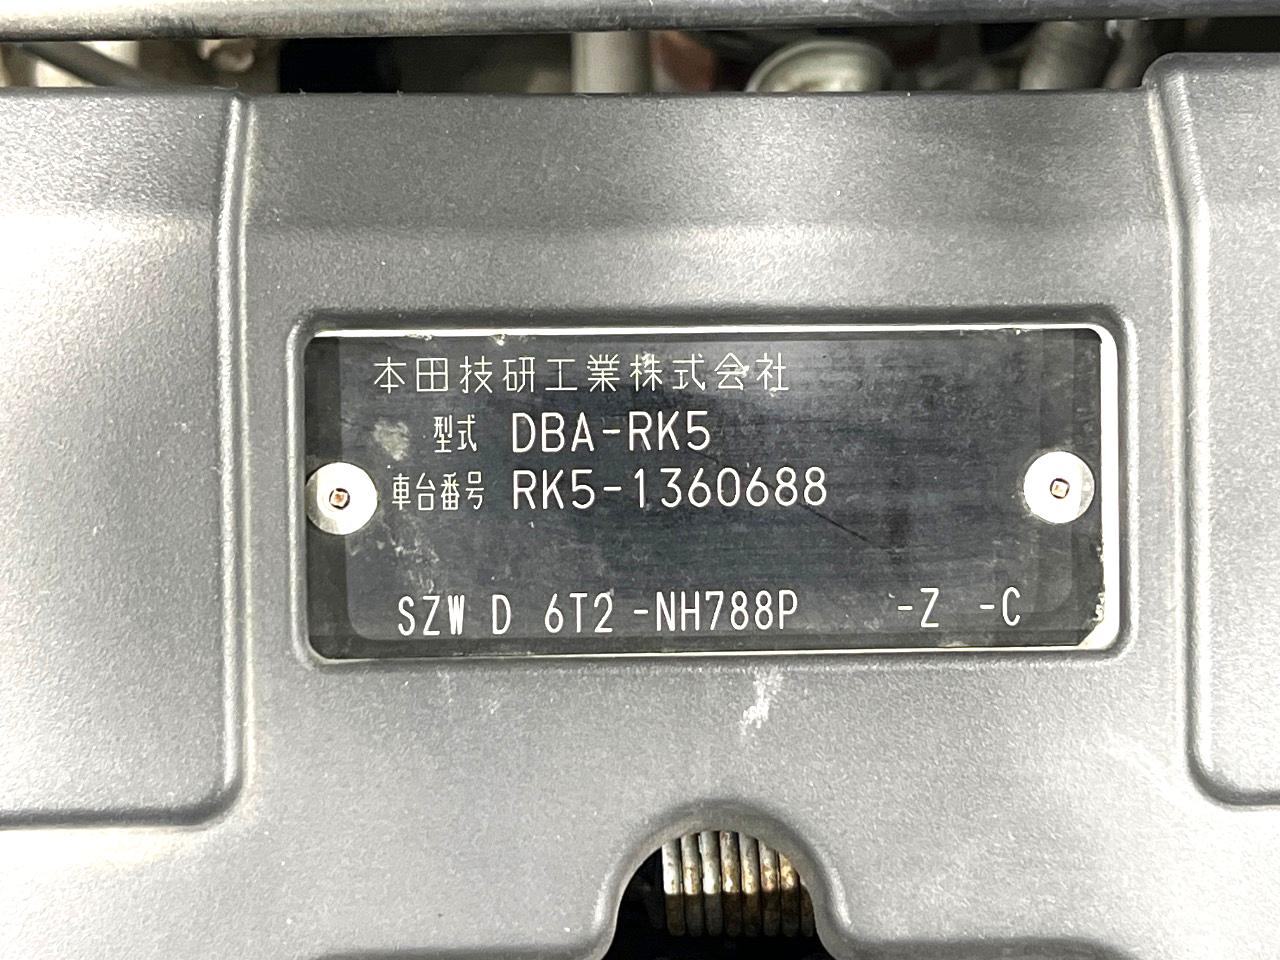 本田技研工業株式会社
型式 DBA-RK5
車台番号 RK5-1360688
SZW D 6T2-NH788P -Z -C